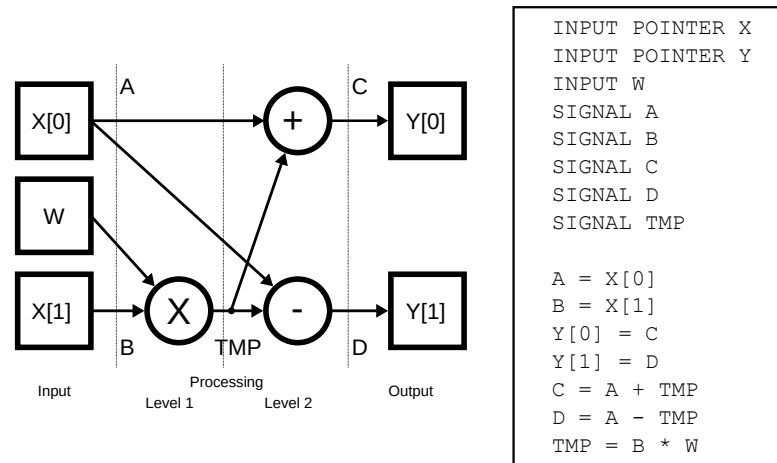 A
C
X[0]
+
Y[0]
W
X[1]
X
-
Y[1]
B
TMP
D
Input
Processing
Level 1
Level 2
Output
INPUT POINTER X
INPUT POINTER Y
INPUT W
SIGNAL A
SIGNAL B
SIGNAL C
SIGNAL D
SIGNAL TMP
A = X[0]
B = X[1]
Y[0] = C
Y[1] = D
C = A + TMP
D = A - TMP
TMP = B * W